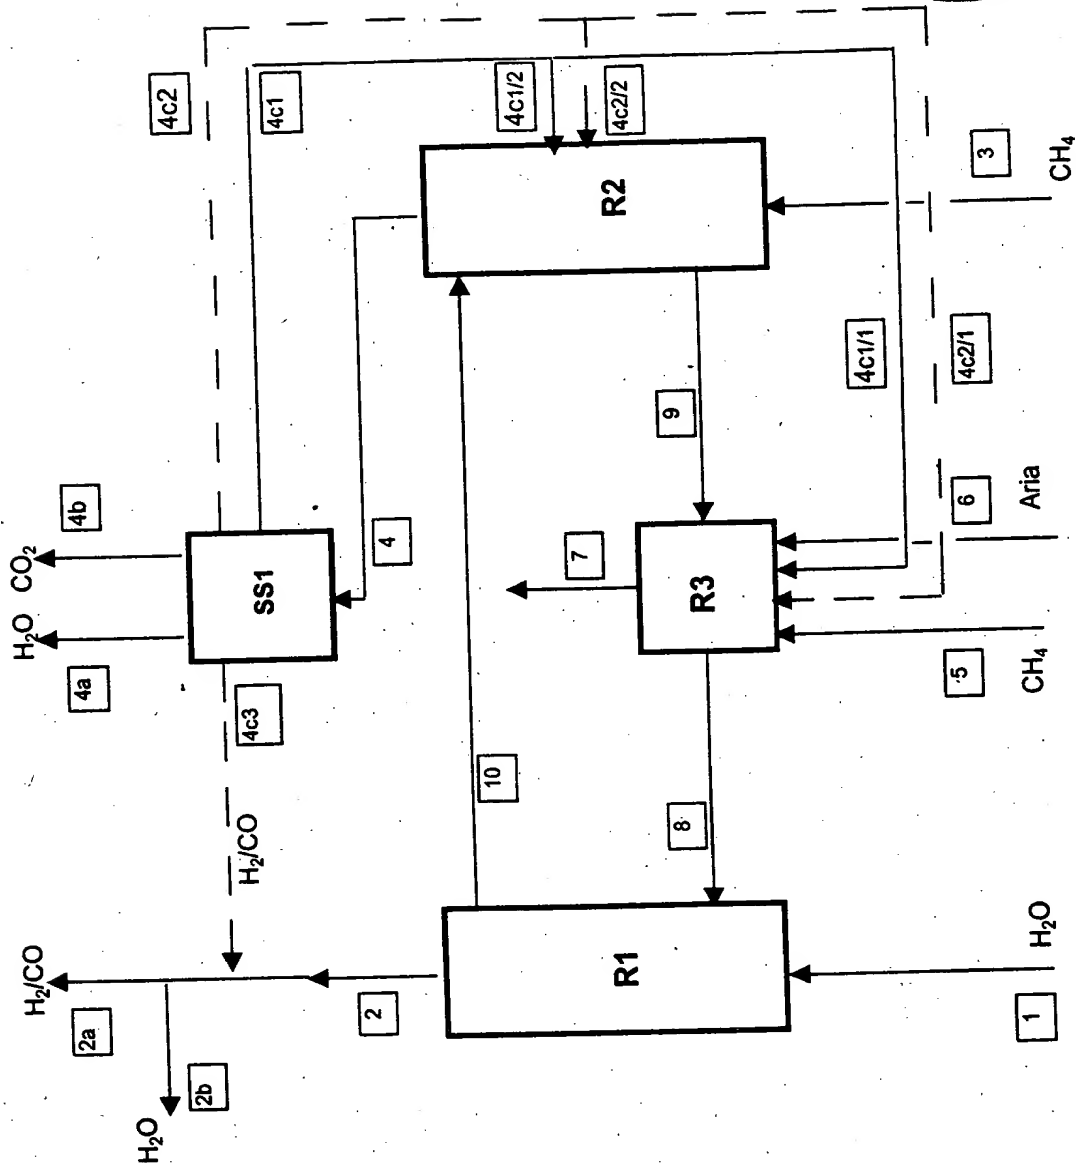 H₂/CO
2a
H₂O
2b
2
R1
1
H₂O
H₂/CO
4c3
H₂O
4a
CO₂
4b
SS1
4
10
8
7
R3
5
CH₄
6
Aria
9
4c2
4c1
4c1/2
4c2/2
R2
4c1/1
4c2/1
3
CH₄